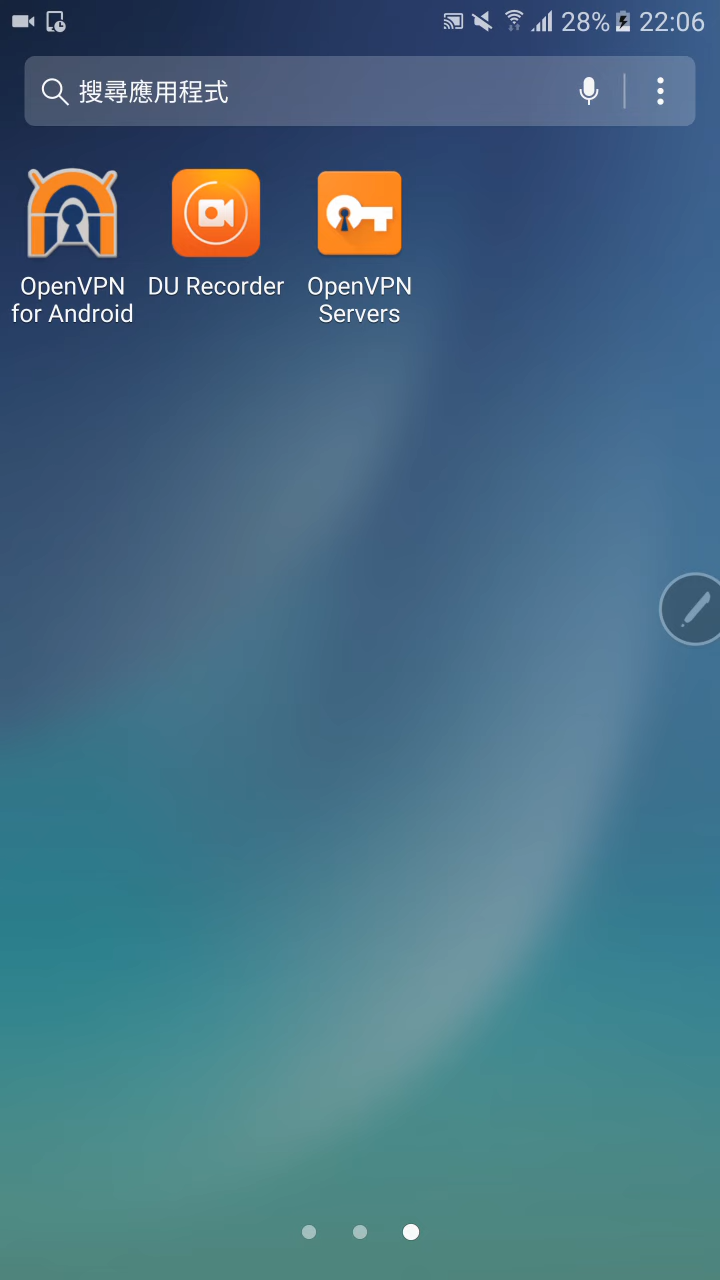 28% 22:06
搜尋應用程式
OpenVPN
for Android
DU Recorder
OpenVPN
Servers